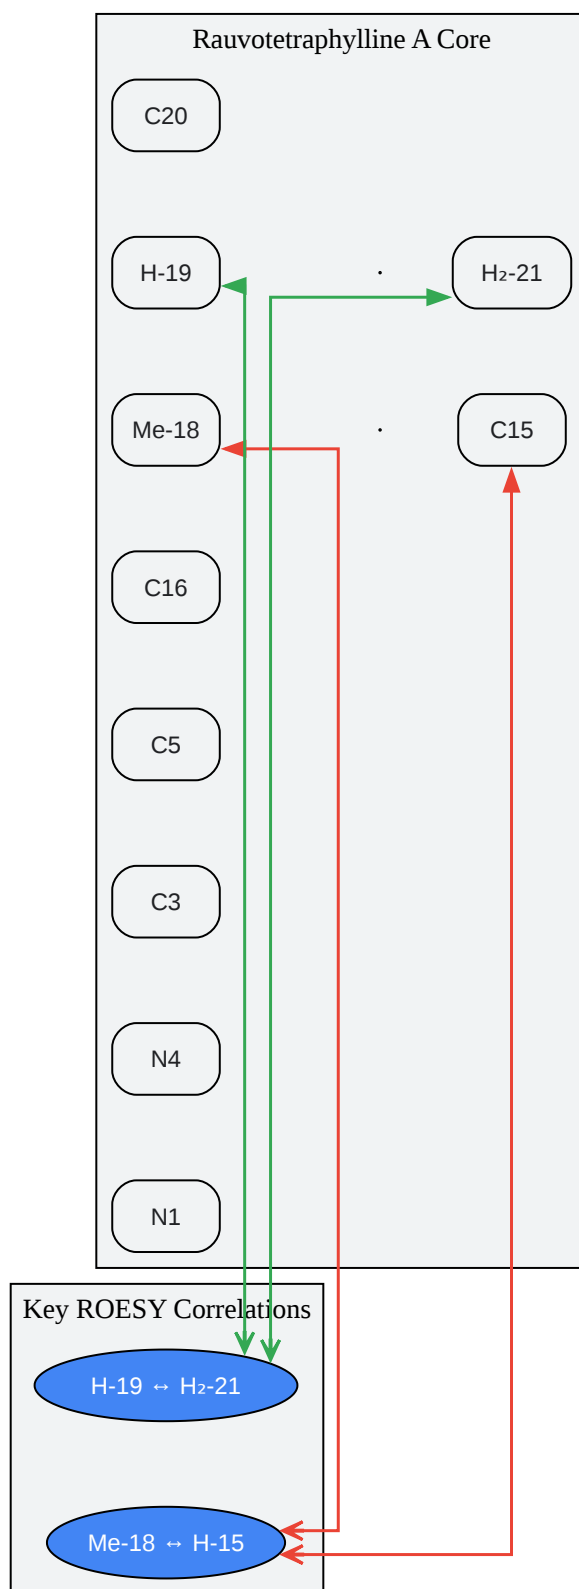 Rauvotetraphylline A Core
C20
H-19
H₂-21
Me-18
C15
C16
C5
C3
N4
N1
Key ROESY Correlations
H-19 ↔ H₂-21
Me-18 ↔ H-15